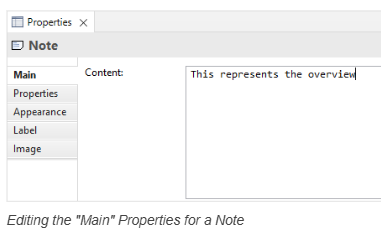 Properties
Note
Main
Content:
This represents the overview
Properties
Appearance
Label
Image
Editing the "Main" Properties for a Note